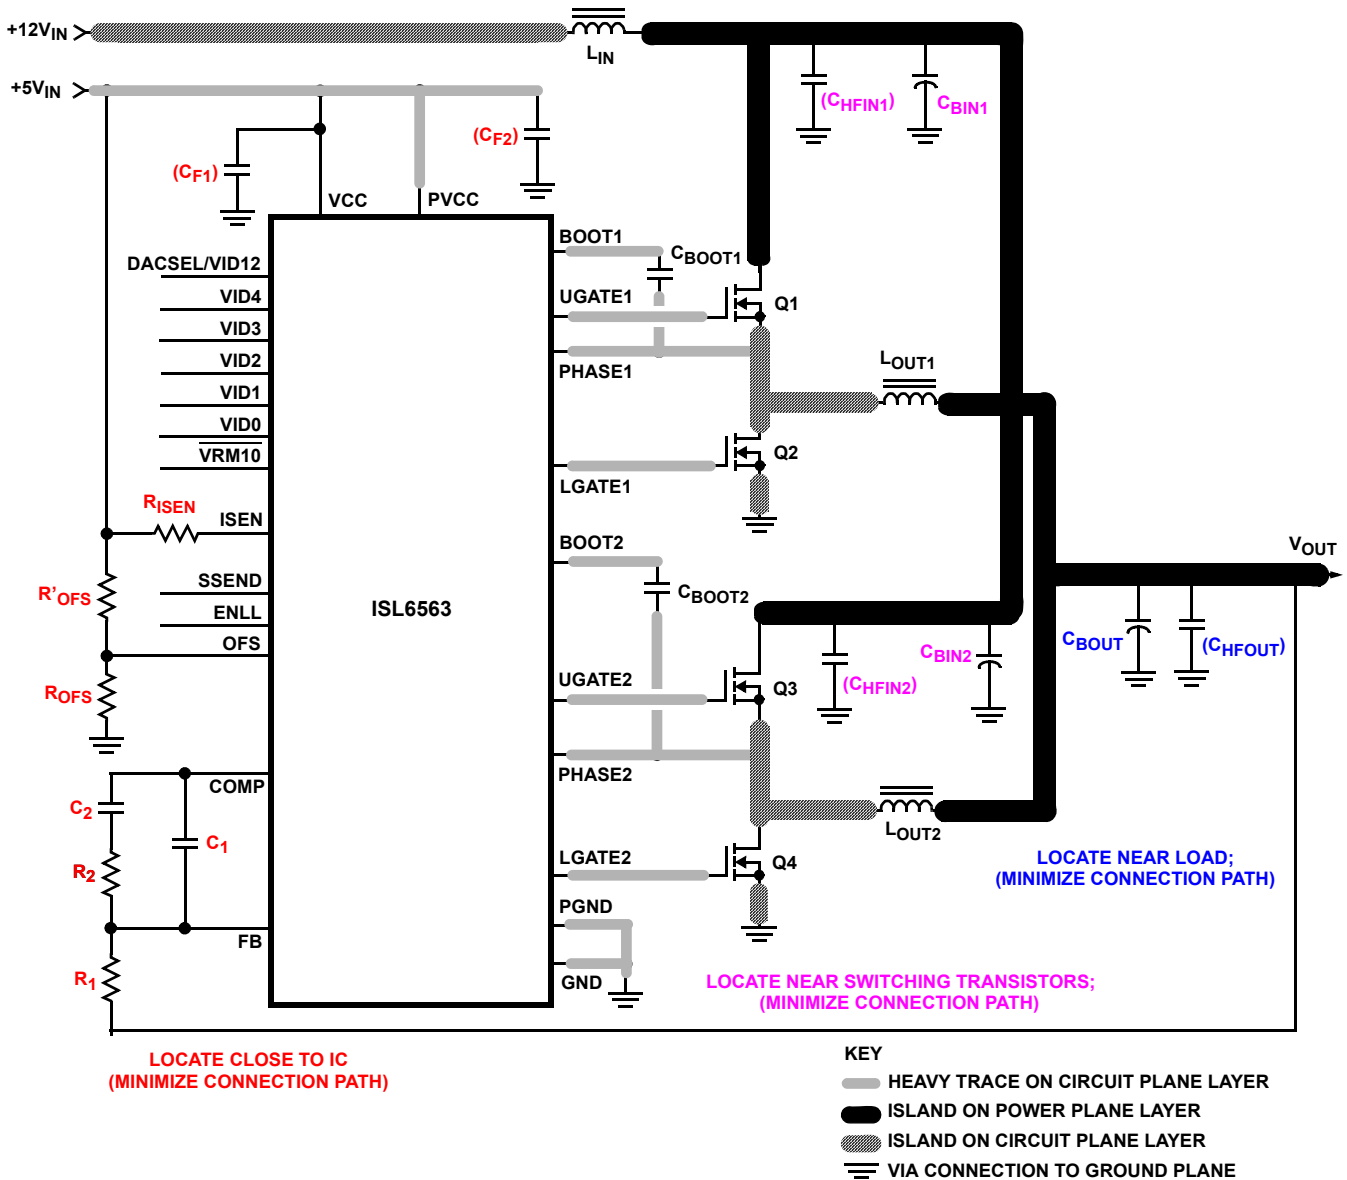 +12VIN
LIN
+5VIN
(CHFIN1)
CBIN1
(CF2)
(CF1)
VCC
PVCC
BOOT1
CBOOT1
DACSEL/VID12
UGATE1
Q1
VID4
VID3
VID2
PHASE1
LOUT1
VID1
VID0
VRM10
Q2
LGATE1
RISEN
ISEN
BOOT2
VOUT
SSEND
R'OFS
CBOOT2
ISL6563
ENLL
OFS
CBOUT
(CHFOUT)
CBIN2
(CHFIN2)
ROFS
UGATE2
Q3
PHASE2
COMP
C2
C1
LOUT2
R2
LGATE2
Q4
LOCATE NEAR LOAD;
(MINIMIZE CONNECTION PATH)
PGND
FB
R1
GND
LOCATE NEAR SWITCHING TRANSISTORS;
(MINIMIZE CONNECTION PATH)
LOCATE CLOSE TO IC
(MINIMIZE CONNECTION PATH)
KEY
HEAVY TRACE ON CIRCUIT PLANE LAYER
ISLAND ON POWER PLANE LAYER
ISLAND ON CIRCUIT PLANE LAYER
VIA CONNECTION TO GROUND PLANE